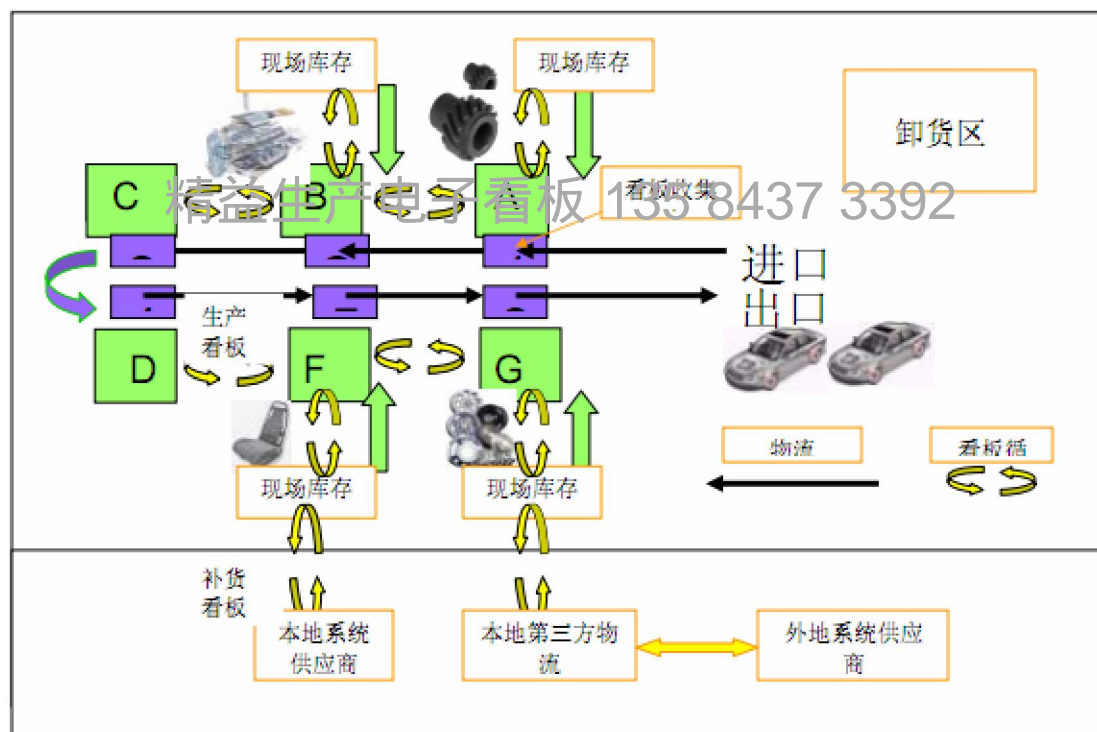 现场库存
现场库存
卸货区
C
B
A
看板收集
精益生产电子看板 135 8437 3392
进口
出口
生产
看板
D
F
G
物流
看板循
现场库存
现场库存
补货
看板
本地系统
供应商
本地第三方物
流
外地系统供应
商